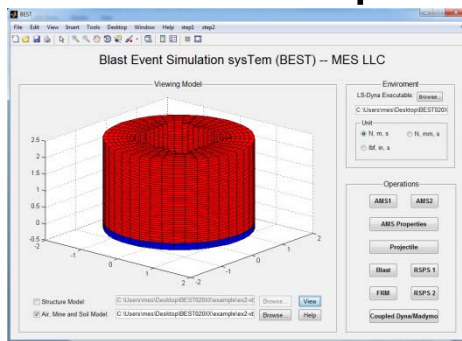 BEST
File Edit View Insert Tools Desktop Window Help step1 step2
Blast Event Simulation sysTem (BEST) -- MES LLC
Viewing Model
2.5
2
1.5
1
0.5
0
-0.5
-2
-1
0
1
2
-2
-1
0
1
2
Structure Model: C:\Users\mes\Desktop\BEST020XX\example\ex2-vt Browse... View
Air, Mine and Soil Model: C:\Users\mes\Desktop\BEST020XX\example\ex2-vt Browse... Help
Enviroment
LS-Dyna Executable: Browse...
C:\Users\mes\Desktop\BEST020X
Unit
N, m, s N, mm, s
lbf, in, s
Operations
AMS1 AMS2
AMS Properties
Projectile
Blast RSPS 1
FRM RSPS 2
Coupled Dyna/Madymo